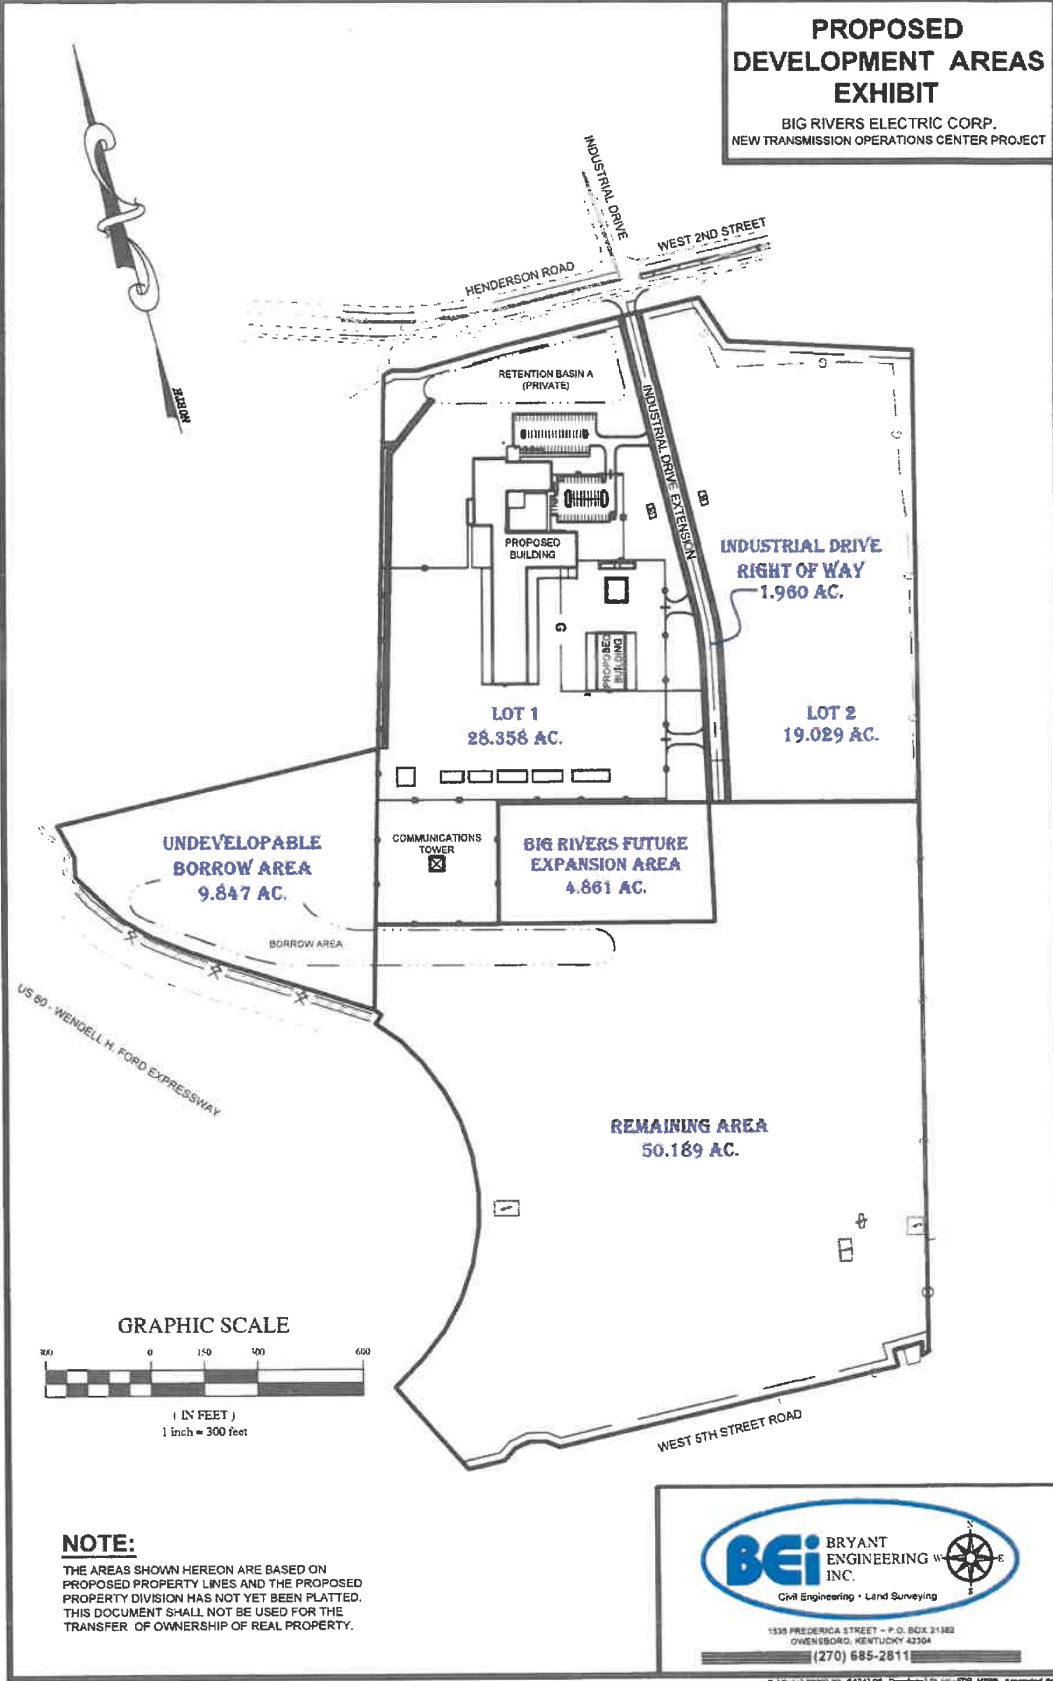 PROPOSED
DEVELOPMENT AREAS
EXHIBIT
BIG RIVERS ELECTRIC CORP.
NEW TRANSMISSION OPERATIONS CENTER PROJECT
NORTH
INDUSTRIAL DRIVE
WEST 2ND STREET
HENDERSON ROAD
RETENTION BASIN A
(PRIVATE)
INDUSTRIAL DRIVE EXTENSION
G
G
G
PROPOSED
BUILDING
INDUSTRIAL DRIVE
RIGHT OF WAY
1.960 AC.
G
PROPOSED
BUILDING
LOT 1
28.358 AC.
LOT 2
19.029 AC.
UNDEVELOPABLE
BORROW AREA
9.847 AC.
COMMUNICATIONS
TOWER
BIG RIVERS FUTURE
EXPANSION AREA
4.861 AC.
BORROW AREA
US 60 - WENDELL H. FORD EXPRESSWAY
REMAINING AREA
50.189 AC.
GRAPHIC SCALE
300 0 150 300 600
( IN FEET )
1 inch = 300 feet
WEST 5TH STREET ROAD
NOTE:
THE AREAS SHOWN HEREON ARE BASED ON
PROPOSED PROPERTY LINES AND THE PROPOSED
PROPERTY DIVISION HAS NOT YET BEEN PLATTED.
THIS DOCUMENT SHALL NOT BE USED FOR THE
TRANSFER OF OWNERSHIP OF REAL PROPERTY.
BEi
BRYANT
ENGINEERING
INC.
N
W E
S
Civil Engineering • Land Surveying
1535 FREDERICA STREET - P.O. BOX 21382
OWENSBORO, KENTUCKY 42304
(270) 685-2811